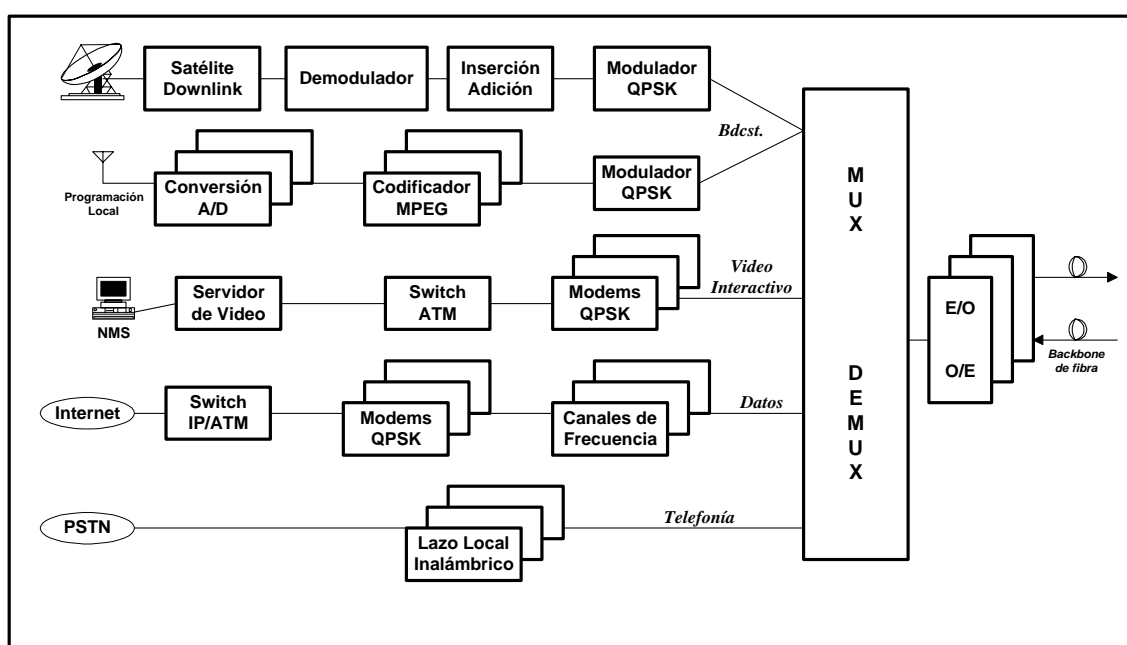 Satélite
Downlink
Demodulador
Inserción
Adición
Modulador
QPSK
Bdcst.
Programación
Local
Conversión
A/D
Codificador
MPEG
Modulador
QPSK
NMS
Servidor
de Video
Switch
ATM
Modems
QPSK
Video
Interactivo
Internet
Switch
IP/ATM
Modems
QPSK
Canales de
Frecuencia
Datos
PSTN
Lazo Local
Inalámbrico
Telefonía
M
U
X
D
E
M
U
X
E/O
O/E
Backbone
de fibra